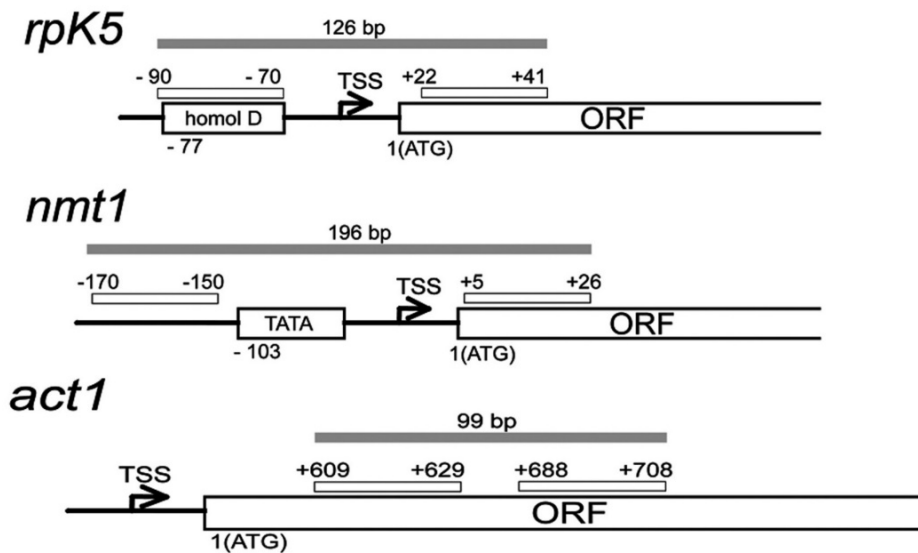 rpK5
126 bp
- 90 - 70 TSS +22 +41
homol D ORF
- 77 1(ATG)
nmt1
196 bp
-170 -150 TSS +5 +26
TATA ORF
- 103 1(ATG)
act1
99 bp
TSS +609 +629 +688 +708
ORF
1(ATG)